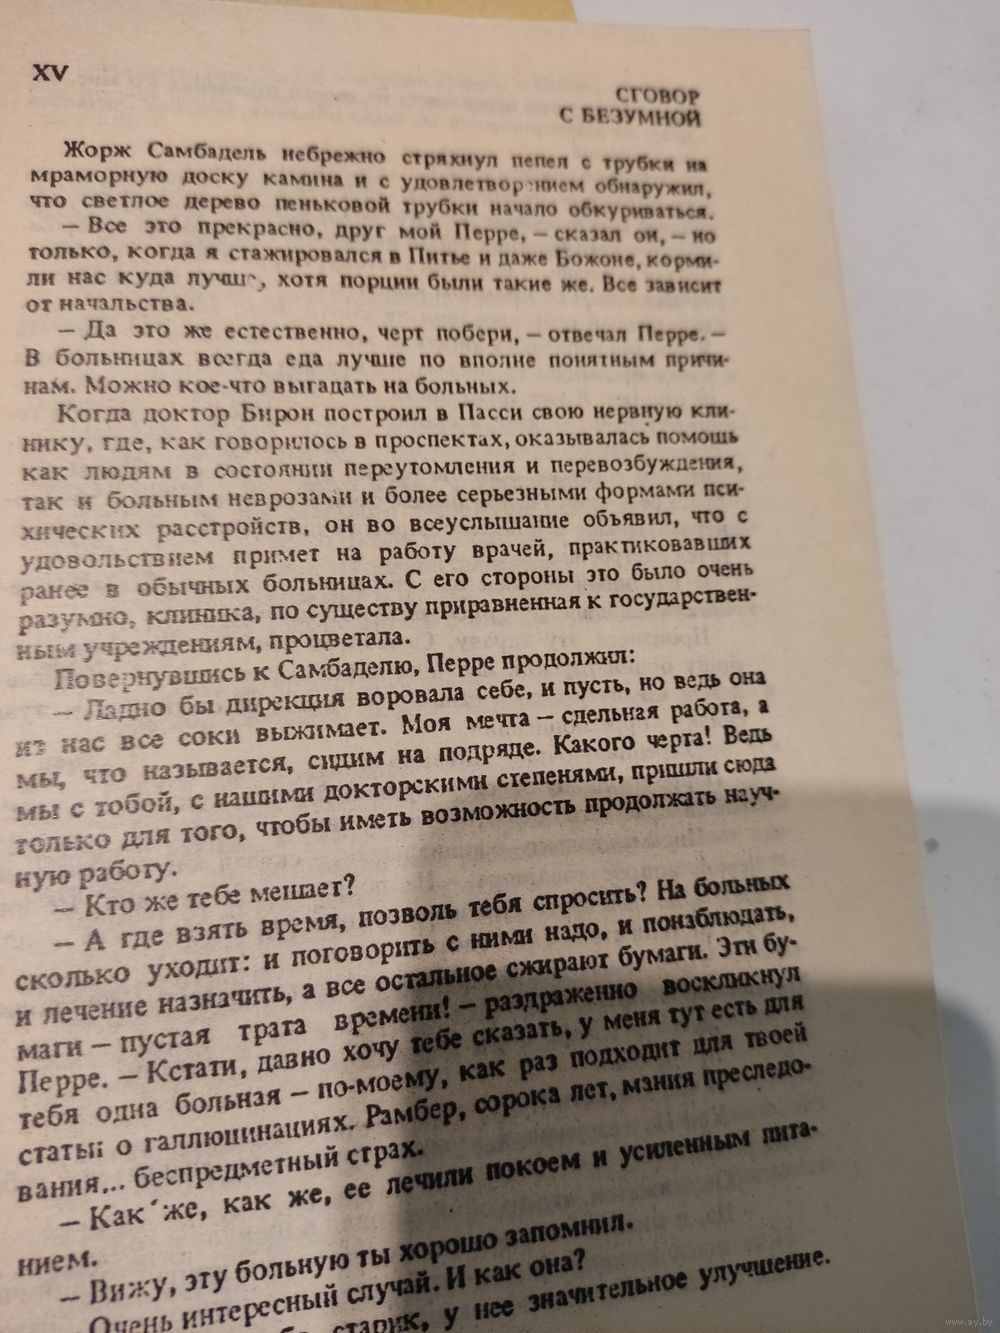 XV
СГОВОР
С БЕЗУМНОЙ
Жорж Самбадель небрежно стряхнул пепел с трубки на
мраморную доску камина и с удовлетворением обнаружил,
что светлое дерево пеньковой трубки начало обкуриваться.
— Все это прекрасно, друг мой Перре, — сказал он, — но
только, когда я стажировался в Питье и даже Божоне, корми-
ли нас куда лучше, хотя порции были такие же. Все зависит
от начальства.
— Да это же естественно, черт побери, — отвечал Перре. —
В больницах всегда еда лучше по вполне понятным причи-
нам. Можно кое-что выгадать на больных.
Когда доктор Бирон построил в Пасси свою нервную кли-
нику, где, как говорилось в проспектах, оказывалась помощь
как людям в состоянии переутомления и перевозбуждения,
так и больным неврозами и более серьезными формами пси-
хических расстройств, он во всеуслышание объявил, что с
удовольствием примет на работу врачей, практиковавших
ранее в обычных больницах. С его стороны это было очень
разумно, клиника, по существу приравненная к государствен-
ным учреждениям, процветала.
Повернувшись к Самбаделю, Перре продолжил:
— Ладно бы дирекция воровала себе, и пусть, но ведь она
из нас все соки выжимает. Моя мечта — сдельная работа, а
мы, что называется, сидим на подряде. Какого черта! Ведь
мы с тобой, с нашими докторскими степенями, пришли сюда
только для того, чтобы иметь возможность продолжать науч-
ную работу.
— Кто же тебе мешает?
— А где взять время, позволь тебя спросить? На больных
сколько уходит: и поговорить с ними надо, и понаблюдать,
и лечение назначить, а все остальное сжирают бумаги. Эти бу-
маги — пустая трата времени! — раздраженно воскликнул
Перре. — Кстати, давно хочу тебе сказать, у меня тут есть для
тебя одна больная — по-моему, как раз подходит для твоей
статьи о галлюцинациях. Рамбер, сорока лет, мания преследо-
вания... беспредметный страх.
— Как же, как же, ее лечили покоем и усиленным пита-
нием.
— Вижу, эту больную ты хорошо запомнил.
Очень интересный случай. И как она?
старик, у нее значительное улучшение.
www.ay.by